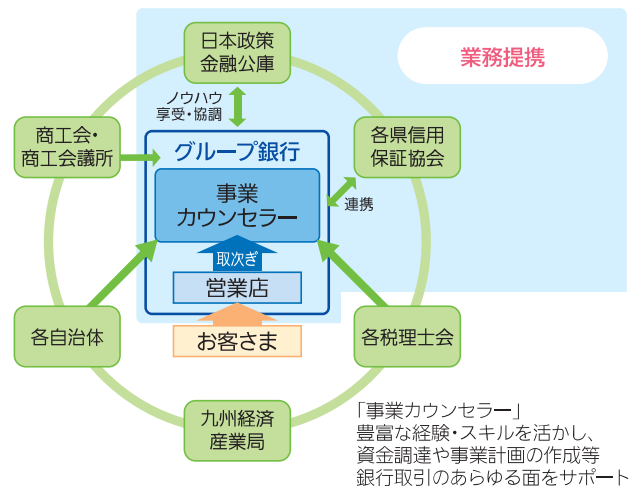 日本政策
金融公庫
業務提携
ノウハウ
享受・協調
商工会・
商工会議所
グループ銀行
各県信用
保証協会
事業
カウンセラー
連携
取次ぎ
営業店
各自治体
お客さま
各税理士会
九州経済
産業局
「事業カウンセラー」
豊富な経験・スキルを活かし、
資金調達や事業計画の作成等
銀行取引のあらゆる面をサポート